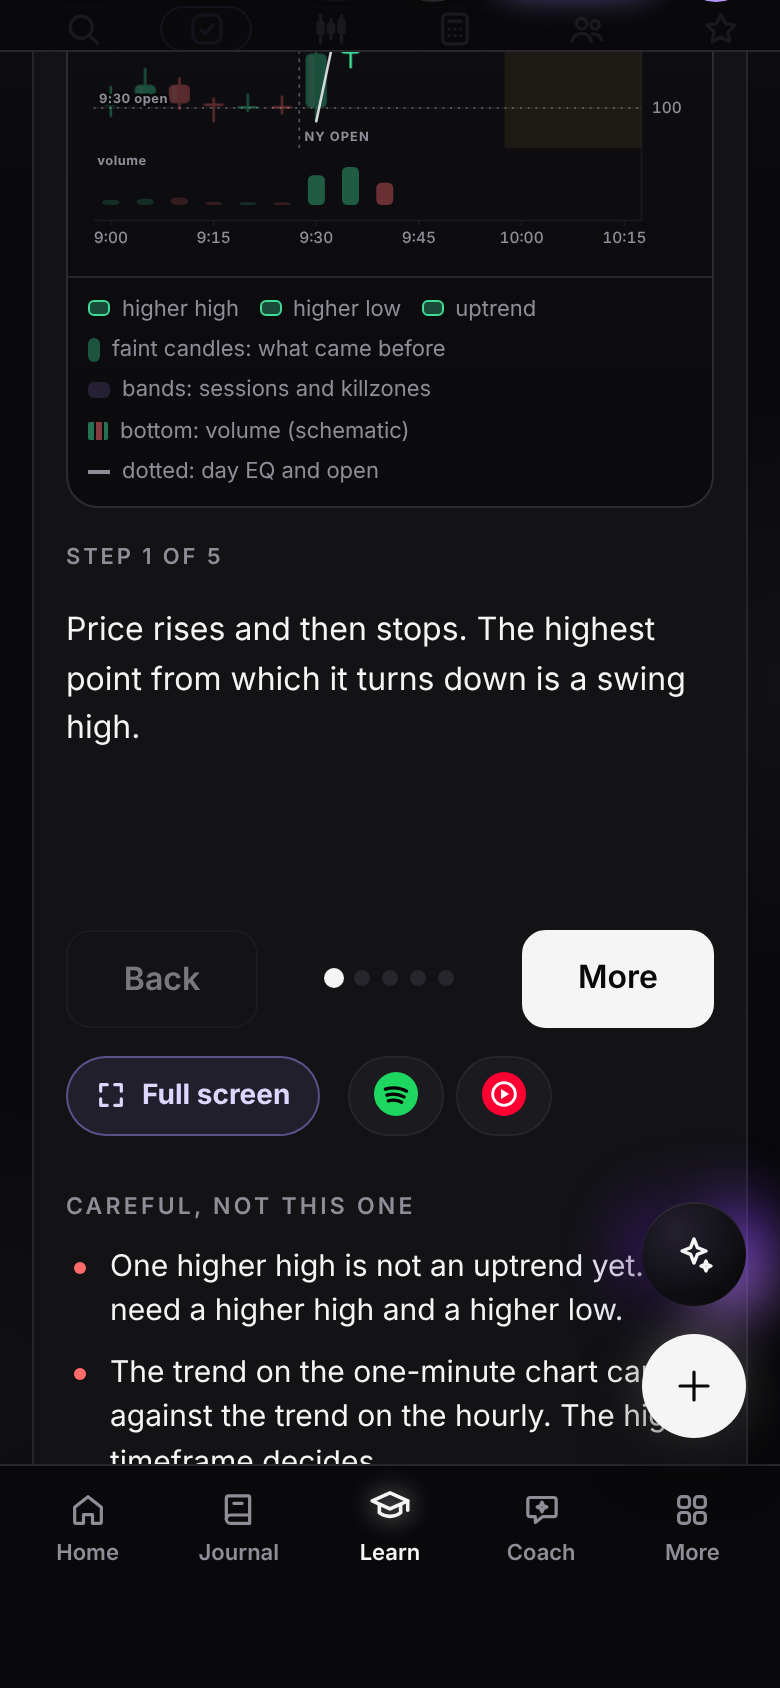 9:30 open
100
NY OPEN
volume
9:00 9:15 9:30 9:45 10:00 10:15
higher high higher low uptrend
faint candles: what came before
bands: sessions and killzones
bottom: volume (schematic)
dotted: day EQ and open
STEP 1 OF 5
Price rises and then stops. The highest
point from which it turns down is a swing
high.
Back More
Full screen
CAREFUL, NOT THIS ONE
One higher high is not an uptrend yet.
need a higher high and a higher low.
The trend on the one-minute chart
against the trend on the hourly. The
timeframe decides
Home Journal Learn Coach More